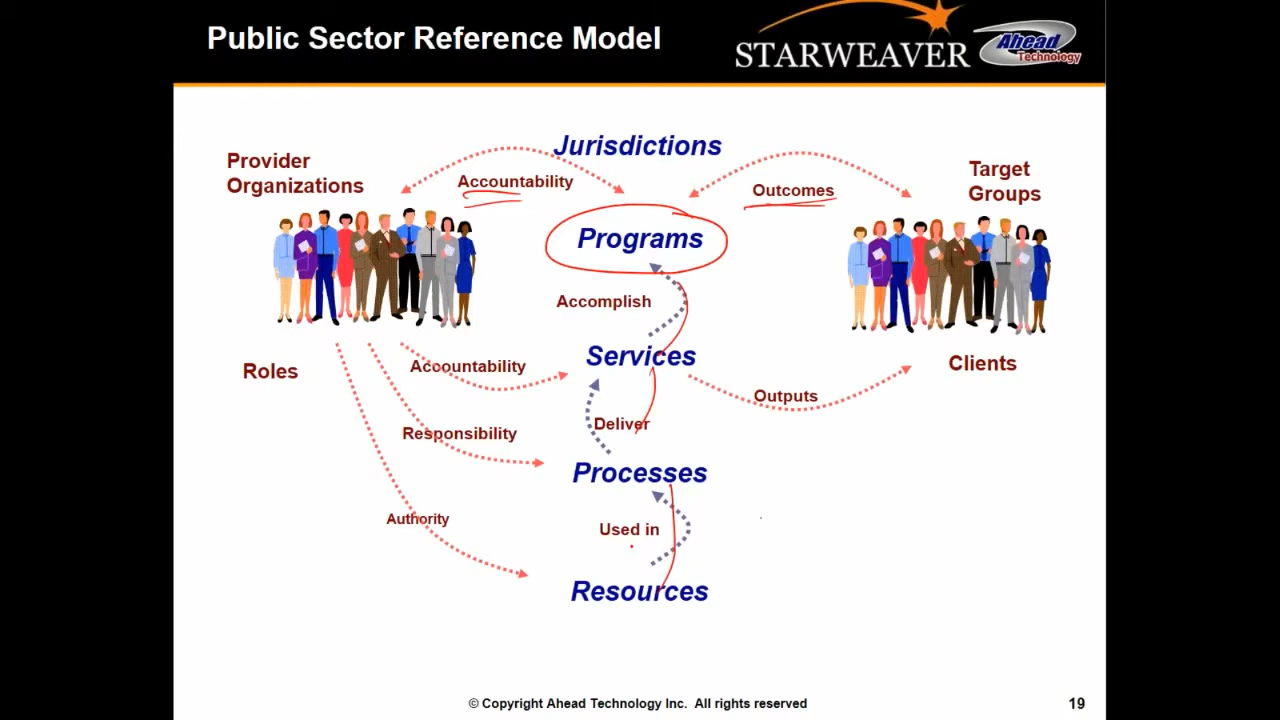 Public Sector Reference Model
STARWEAVER
Ahead
Technology
Jurisdictions
Provider
Organizations
Accountability
Outcomes
Target
Groups
Programs
Accomplish
Services
Roles
Accountability
Clients
Outputs
Deliver
Responsibility
Processes
Authority
Used in
Resources
© Copyright Ahead Technology Inc. All rights reserved
19